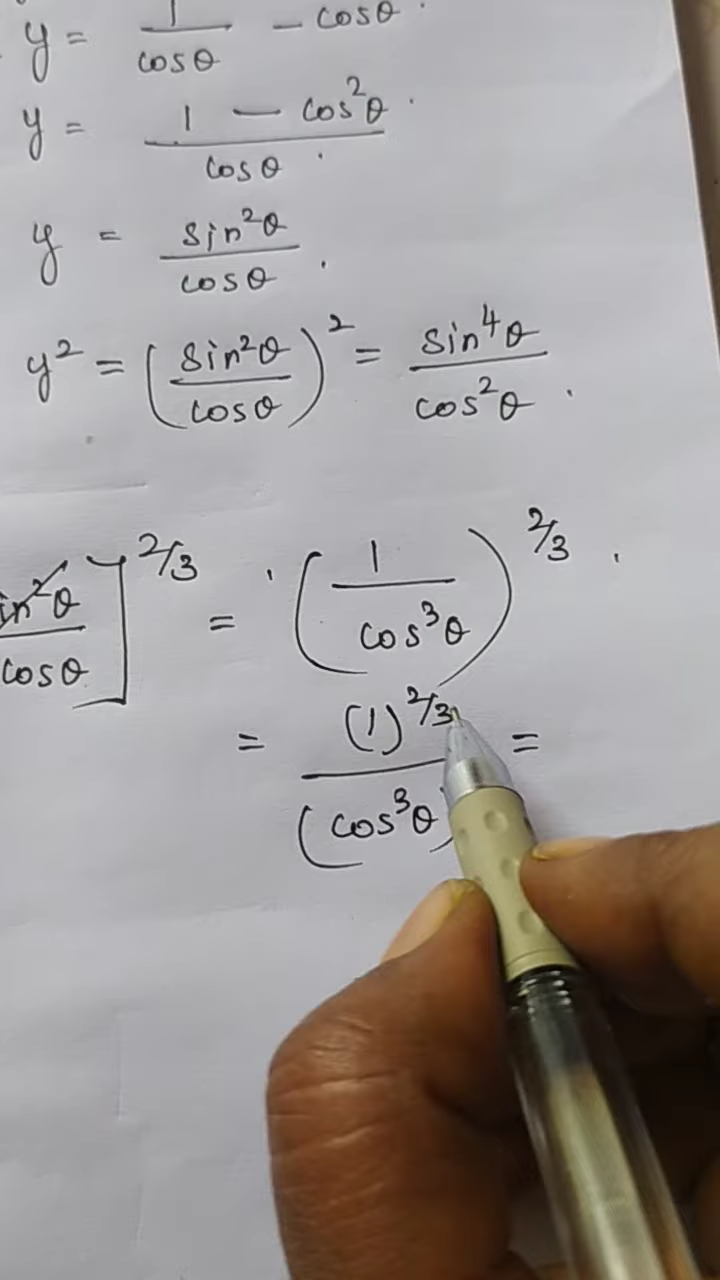 y = 1/cosθ - cosθ.
y = (1 - cos²θ)/cosθ.
y = sin²θ/cosθ.
y² = (sin²θ/cosθ)² = sin⁴θ/cos²θ.
in²θ/cosθ]^2/3 = (1/cos³θ)^2/3.
= (1)^2/3/(cos³θ) =